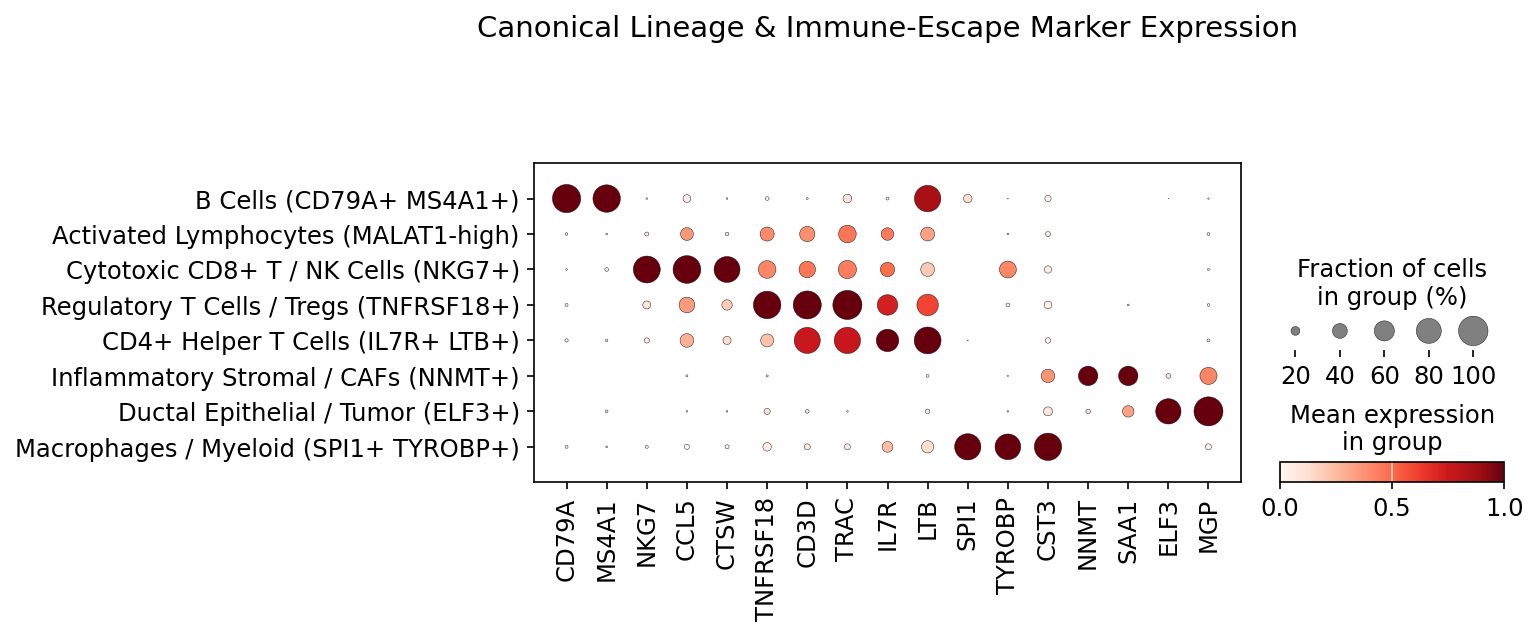 Canonical Lineage & Immune-Escape Marker Expression
B Cells (CD79A+ MS4A1+)
Activated Lymphocytes (MALAT1-high)
Cytotoxic CD8+ T / NK Cells (NKG7+)
Regulatory T Cells / Tregs (TNFRSF18+)
CD4+ Helper T Cells (IL7R+ LTB+)
Inflammatory Stromal / CAFs (NNMT+)
Ductal Epithelial / Tumor (ELF3+)
Macrophages / Myeloid (SPI1+ TYROBP+)
CD79A
MS4A1
NKG7
CCL5
CTSW
TNFRSF18
CD3D
TRAC
IL7R
LTB
SPI1
TYROBP
CST3
NNMT
SAA1
ELF3
MGP
Fraction of cells
in group (%)
20 40 60 80 100
Mean expression
in group
0.0 0.5 1.0